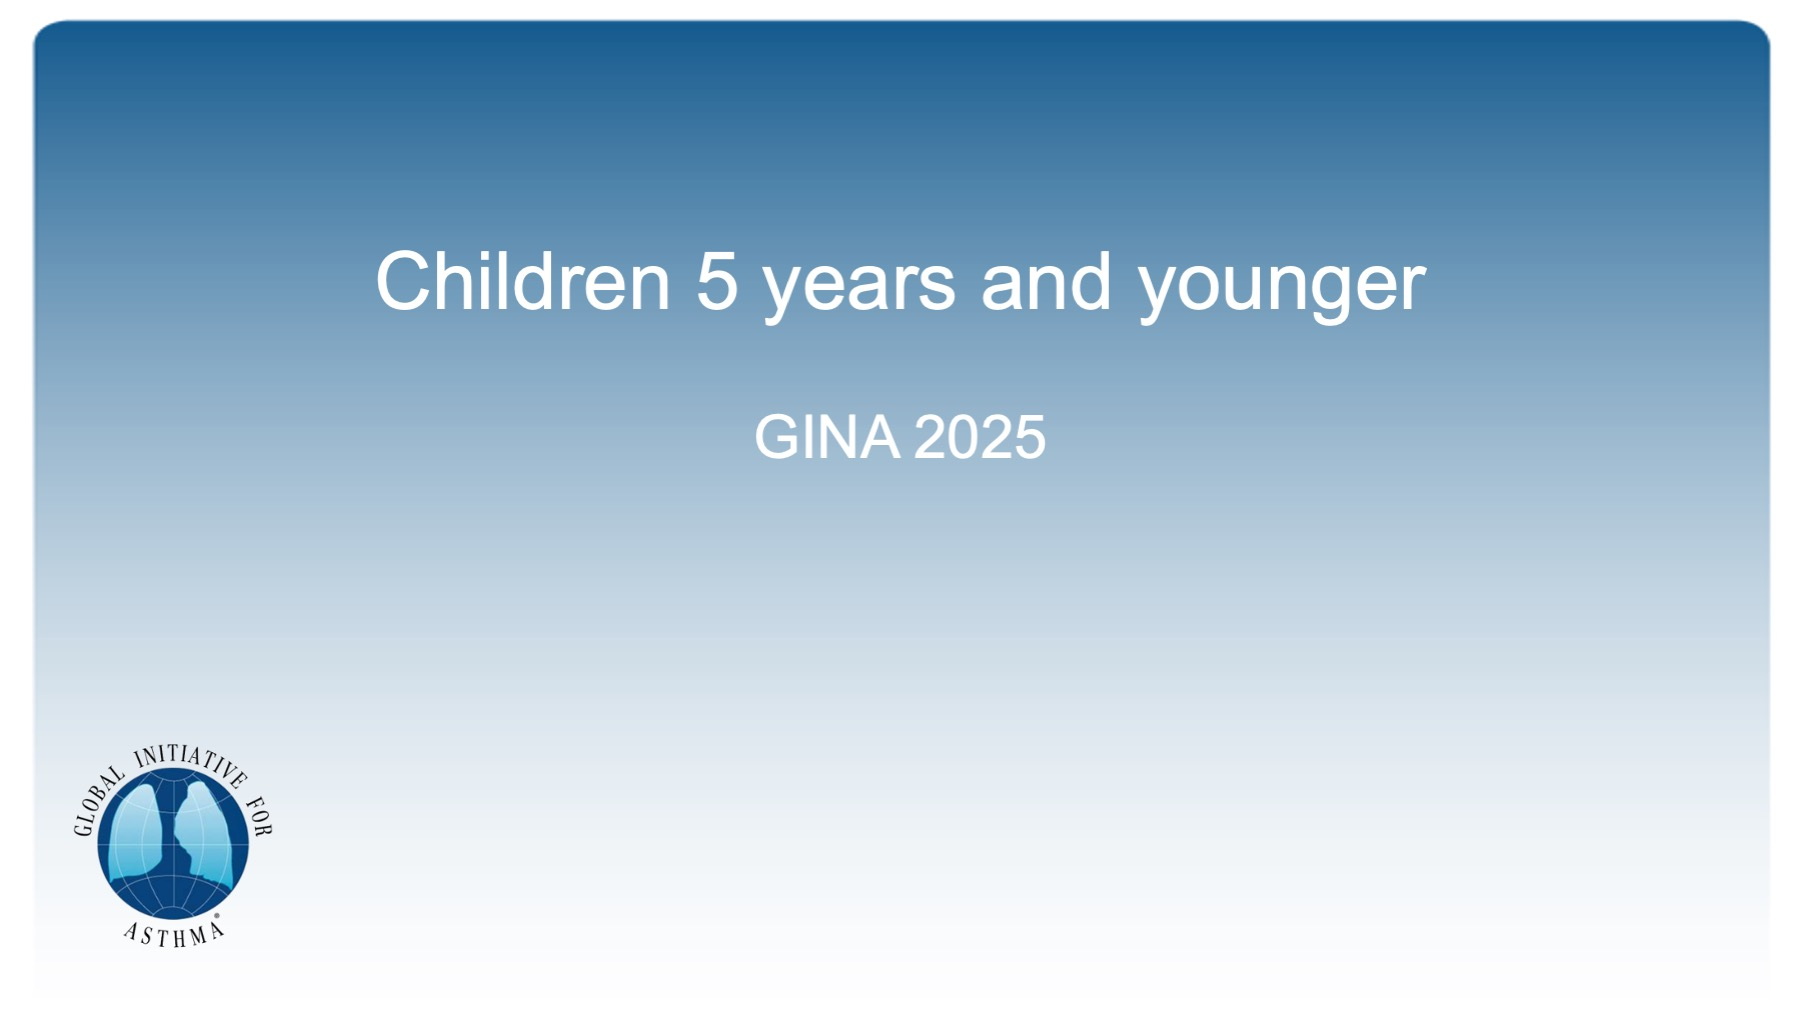 Children 5 years and younger
GINA 2025
GLOBAL INITIATIVE FOR
ASTHMA